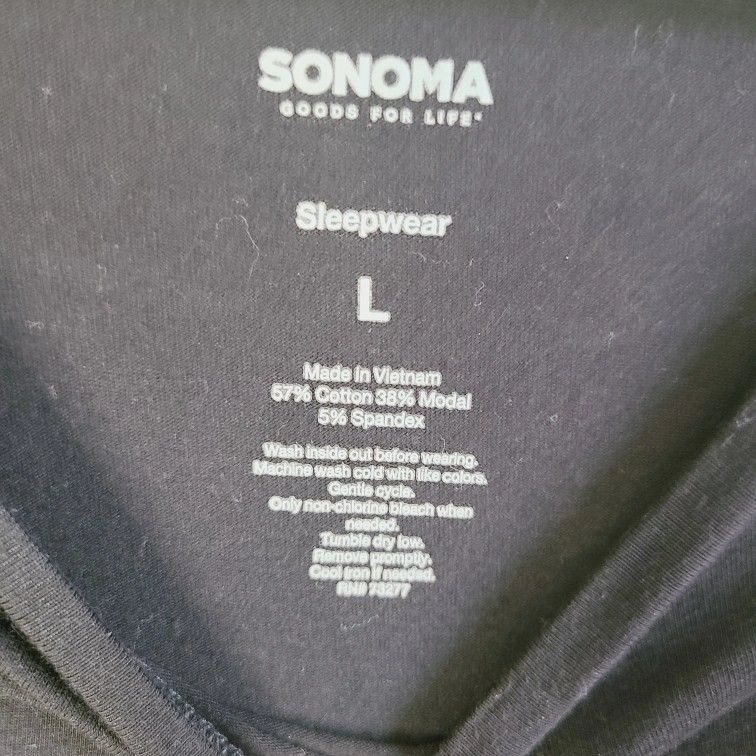 SONOMA
GOODS FOR LIFE®
Sleepwear
L
Made in Vietnam
57% Cotton 38% Modal
5% Spandex
Wash inside out before wearing.
Machine wash cold with like colors.
Gentle cycle.
Only non-chlorine bleach when
needed.
Tumble dry low.
Remove promptly.
Cool iron if needed.
RN# 73277